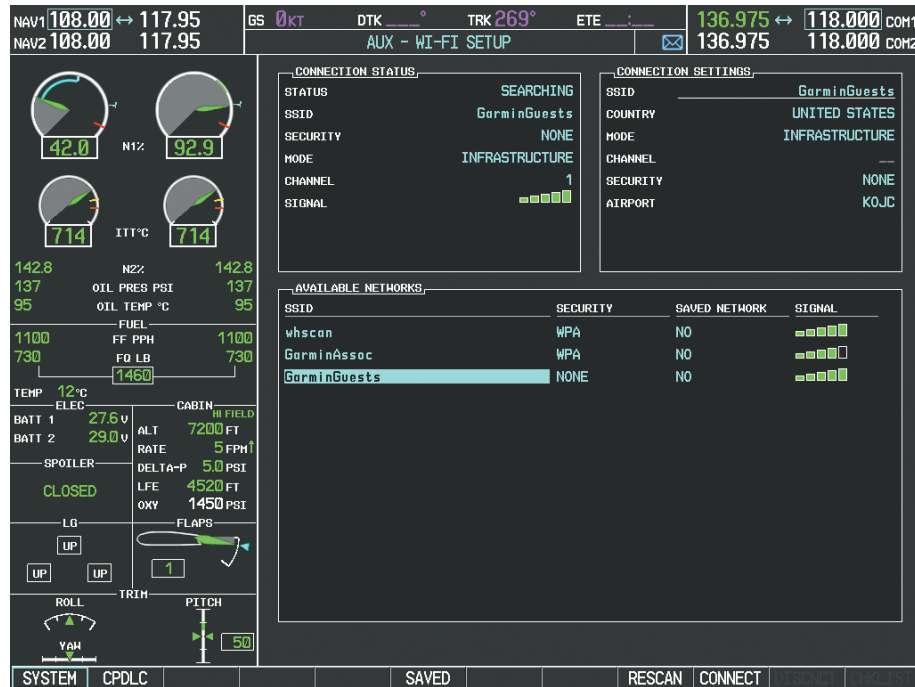 NAV1 108.00 ↔ 117.95 GS 0KT DTK ___° TRK 269° ETE __:__ 136.975 ↔ 118.000 COM1
NAV2 108.00 117.95 AUX - WI-FI SETUP 136.975 118.000 COM2
42.0 N1% 92.9
714 ITT°C 714
142.8 N2% 142.8
137 OIL PRES PSI 137
95 OIL TEMP °C 95
FUEL
1100 FF PPH 1100
730 FQ LB 730
1460
TEMP 12°C
ELEC
BATT 1 27.6 V
BATT 2 29.0 V
CABIN
HI FIELD
ALT 7200 FT
RATE 5 FPM↑
DELTA-P 5.0 PSI
LFE 4520 FT
OXY 1450 PSI
SPOILER
CLOSED
LG
UP
UP UP
FLAPS
1
TRIM
ROLL PITCH
YAW 50
CONNECTION STATUS
STATUS SEARCHING
SSID GarminGuests
SECURITY NONE
MODE INFRASTRUCTURE
CHANNEL 1
SIGNAL
CONNECTION SETTINGS
SSID GarminGuests
COUNTRY UNITED STATES
MODE INFRASTRUCTURE
CHANNEL __
SECURITY NONE
AIRPORT KOJC
AVAILABLE NETWORKS
SSID SECURITY SAVED NETWORK SIGNAL
whscan WPA NO
GarminAssoc WPA NO
GarminGuests NONE NO
SYSTEM CPDLC SAVED RESCAN CONNECT DISCNCT CHKLIST